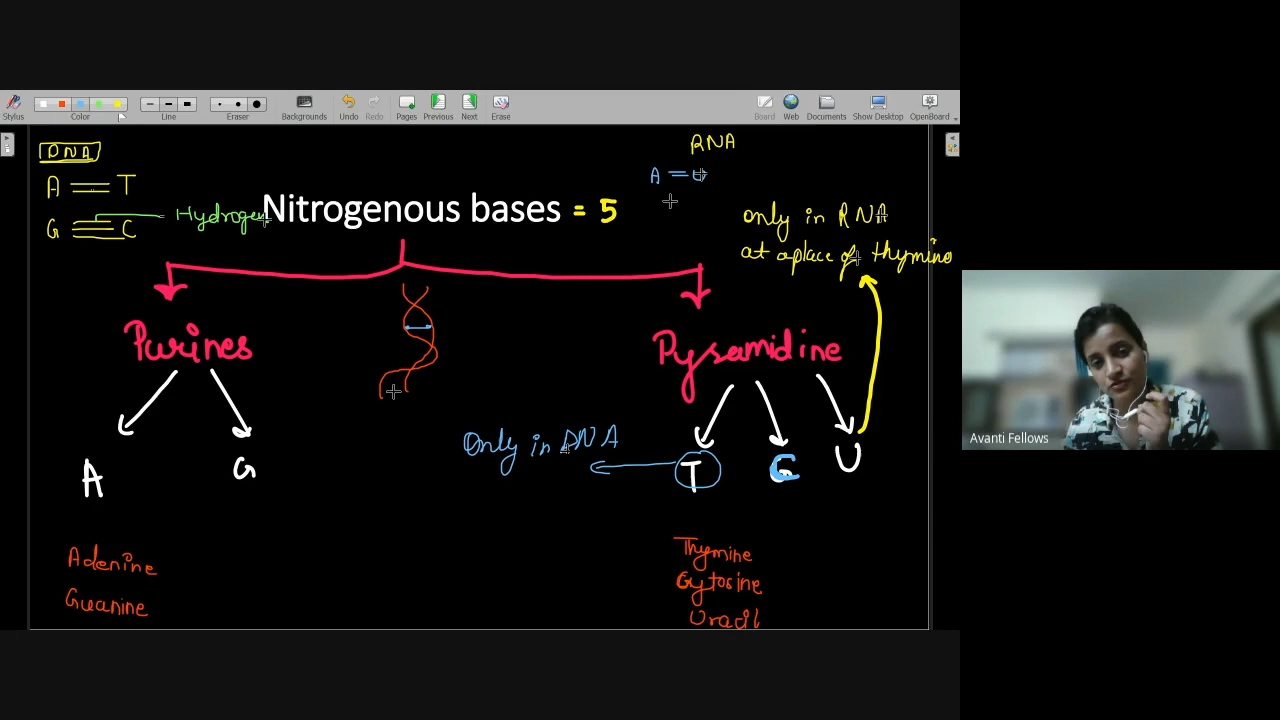 Stylus
Color
Line
Eraser
Backgrounds
Undo
Redo
Pages
Previous
Next
Erase
Board
Web
Documents
Show Desktop
OpenBoard
DNA
A = T
G ≡ C
Hydrogen
RNA
A = U
Nitrogenous bases = 5
only in RNA
at a place of thymine
Purines
Pyramidine
A
G
Only in DNA
T
C
U
Adenine
Guanine
Thymine
Cytosine
Uracil
Avanti Fellows